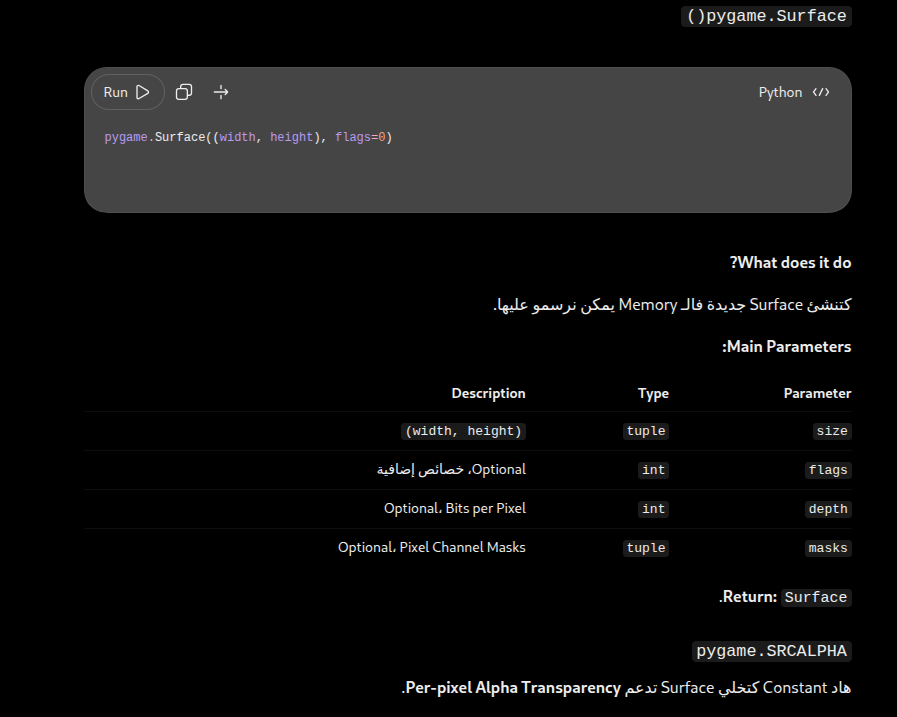 pygame.Surface()
Run
Python
pygame.Surface((width, height), flags=0)
What does it do?
كتنشئ Surface جديدة فالـ Memory يمكن نرسمو عليها.
Main Parameters:
Parameter Type Description
size tuple (width, height)
flags int Optional، خصائص إضافية
depth int Optional، Bits per Pixel
masks tuple Optional، Pixel Channel Masks
Return: Surface.
pygame.SRCALPHA
هاد Constant كتخلي Surface تدعم Per-pixel Alpha Transparency.